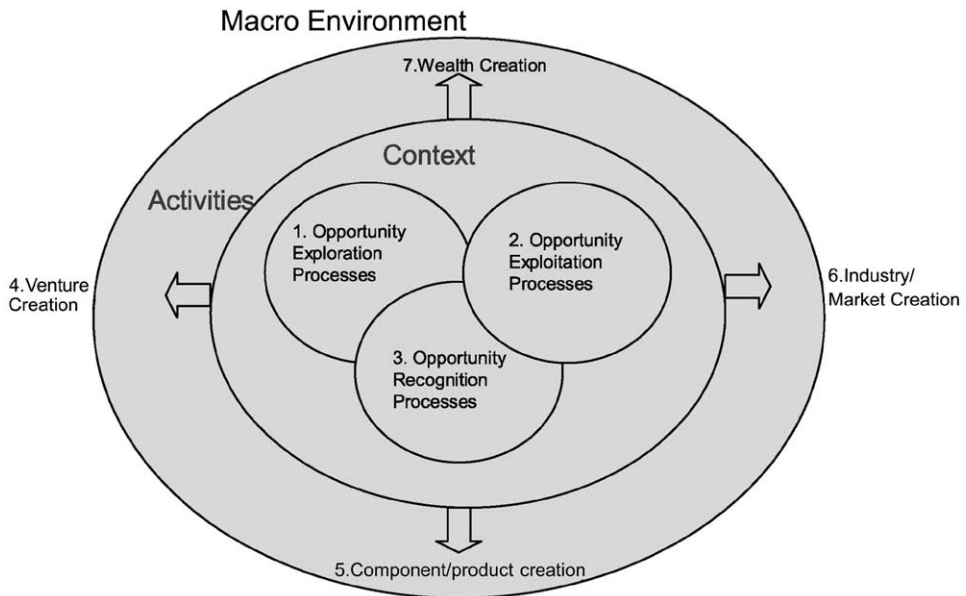 Macro Environment
7.Wealth Creation
Context
Activities
1. Opportunity
Exploration
Processes
2. Opportunity
Exploitation
Processes
4.Venture
Creation
6.Industry/
Market Creation
3. Opportunity
Recognition
Processes
5.Component/product creation